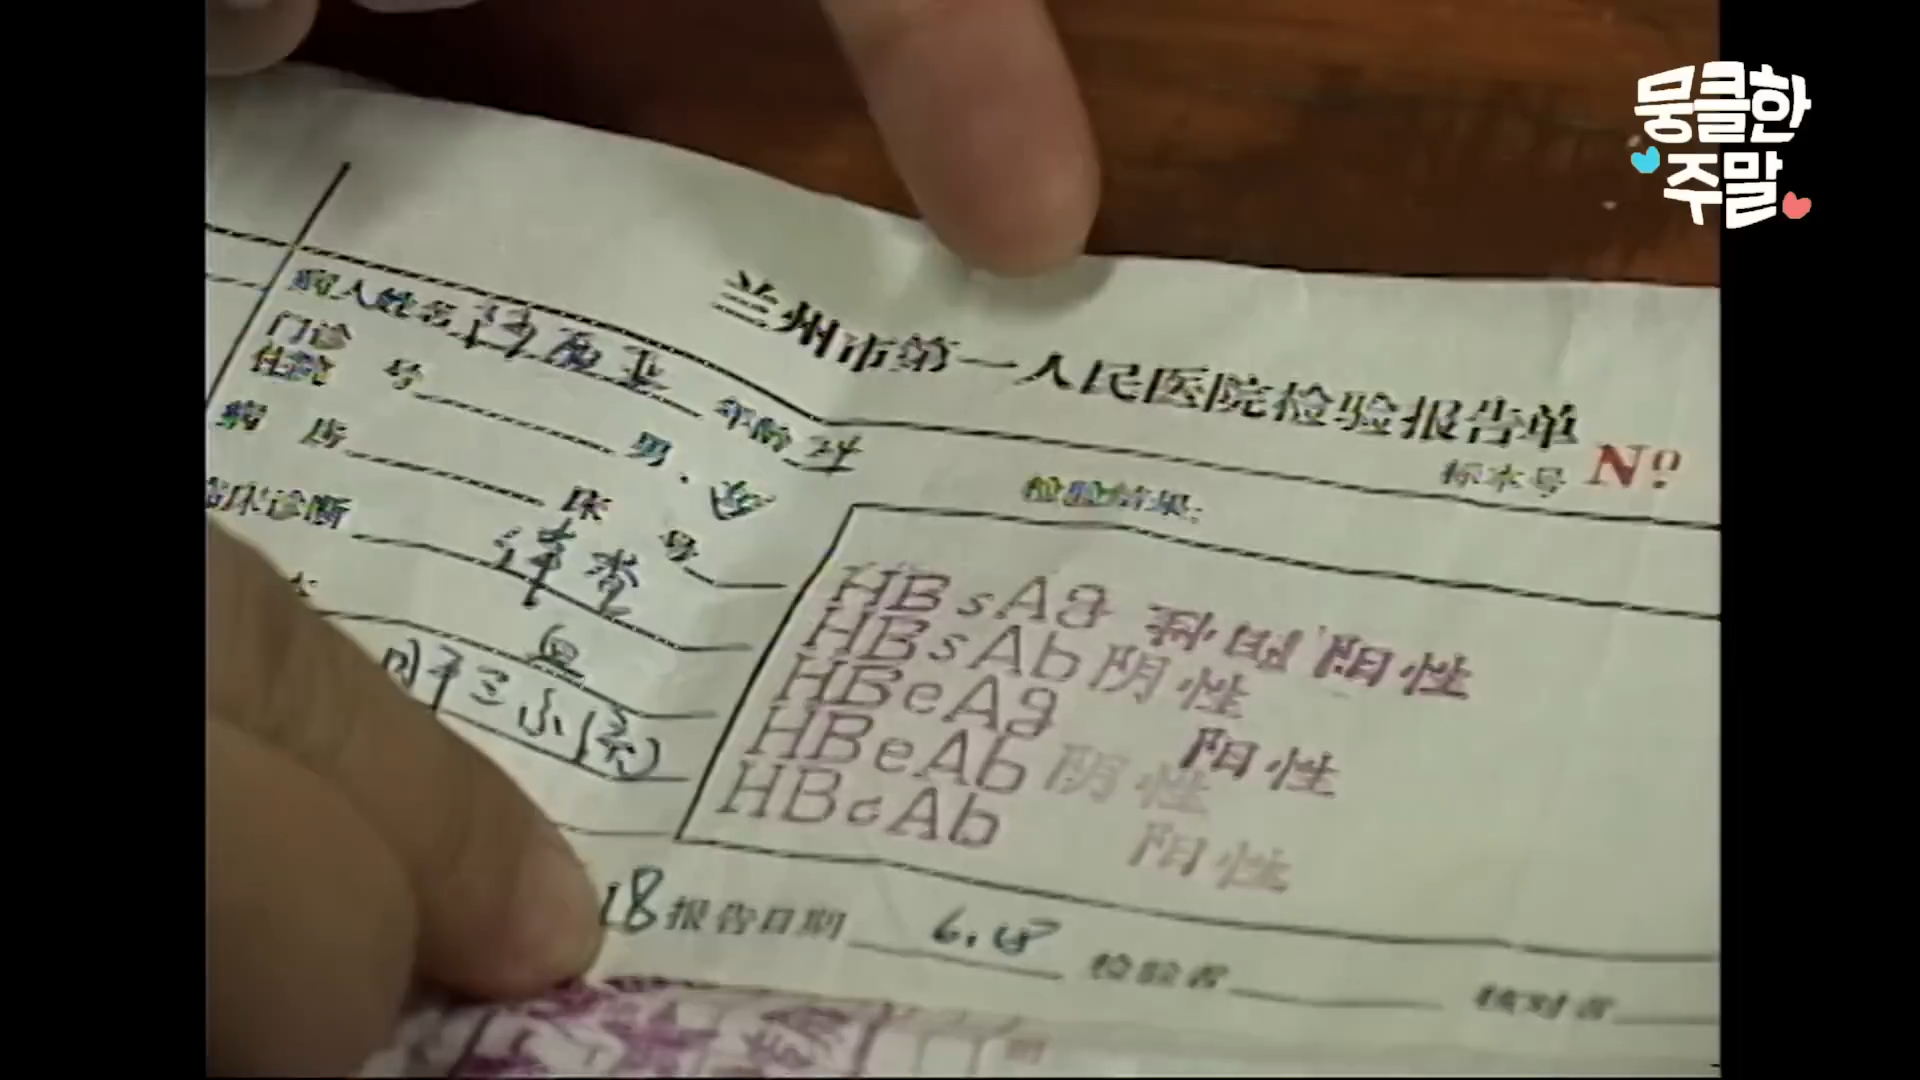 뭉클한
주말
兰州市第一人民医院检验报告单
标本号 Nº
病人姓名
年龄 成
门诊
住院 号
男.女
病 房 床 号
临床诊断 待查
血
检验结果:
HBsAg 阳性
HBsAb 阴性
HBeAg 阳性
HBeAb 阴性
HBcAb 阳性
18 报告日期 6.18 检验者 核对者